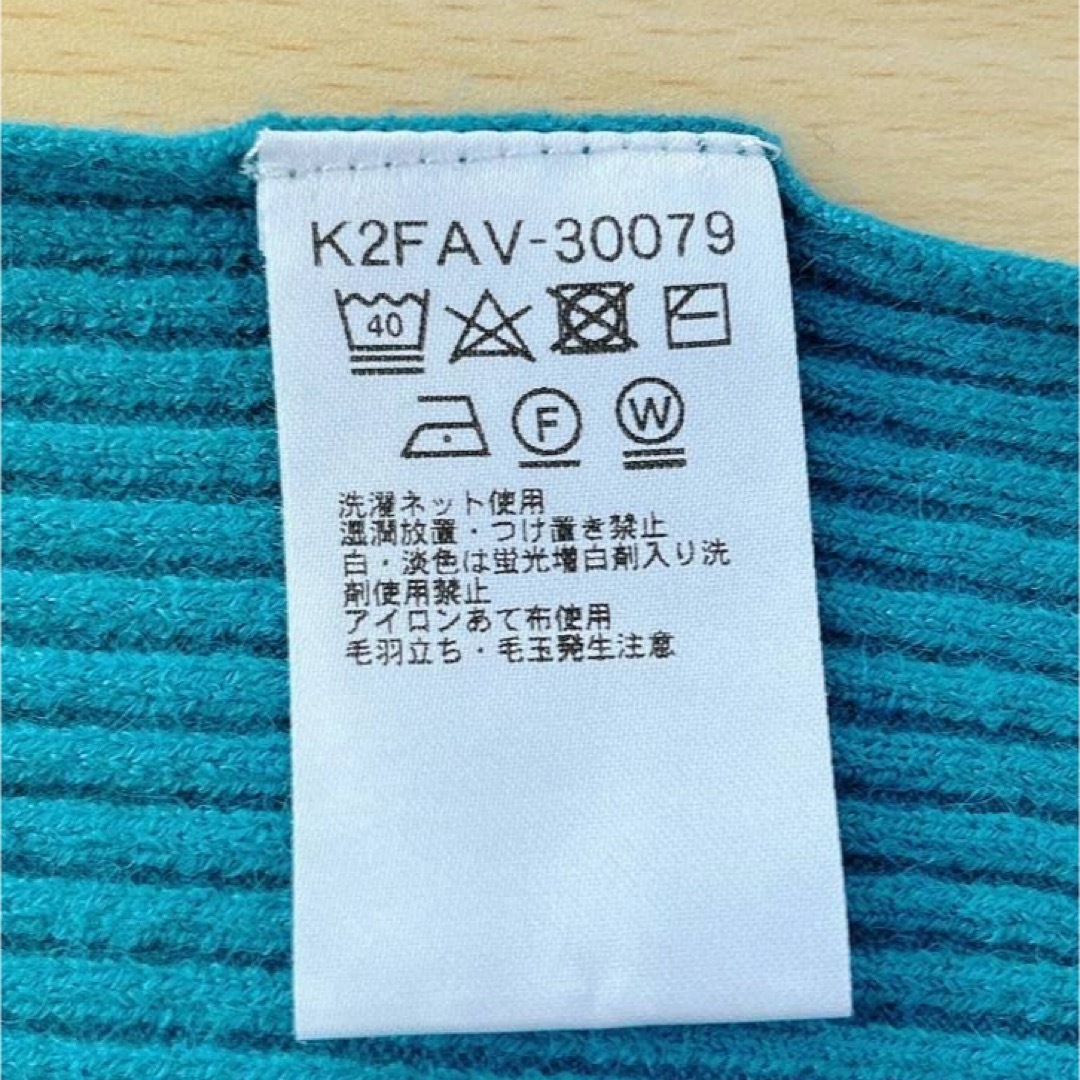 K2FAV-30079
40
F W
洗濯ネット使用
湿潤放置・つけ置き禁止
白・淡色は蛍光増白剤入り洗
剤使用禁止
アイロンあて布使用
毛羽立ち・毛玉発生注意